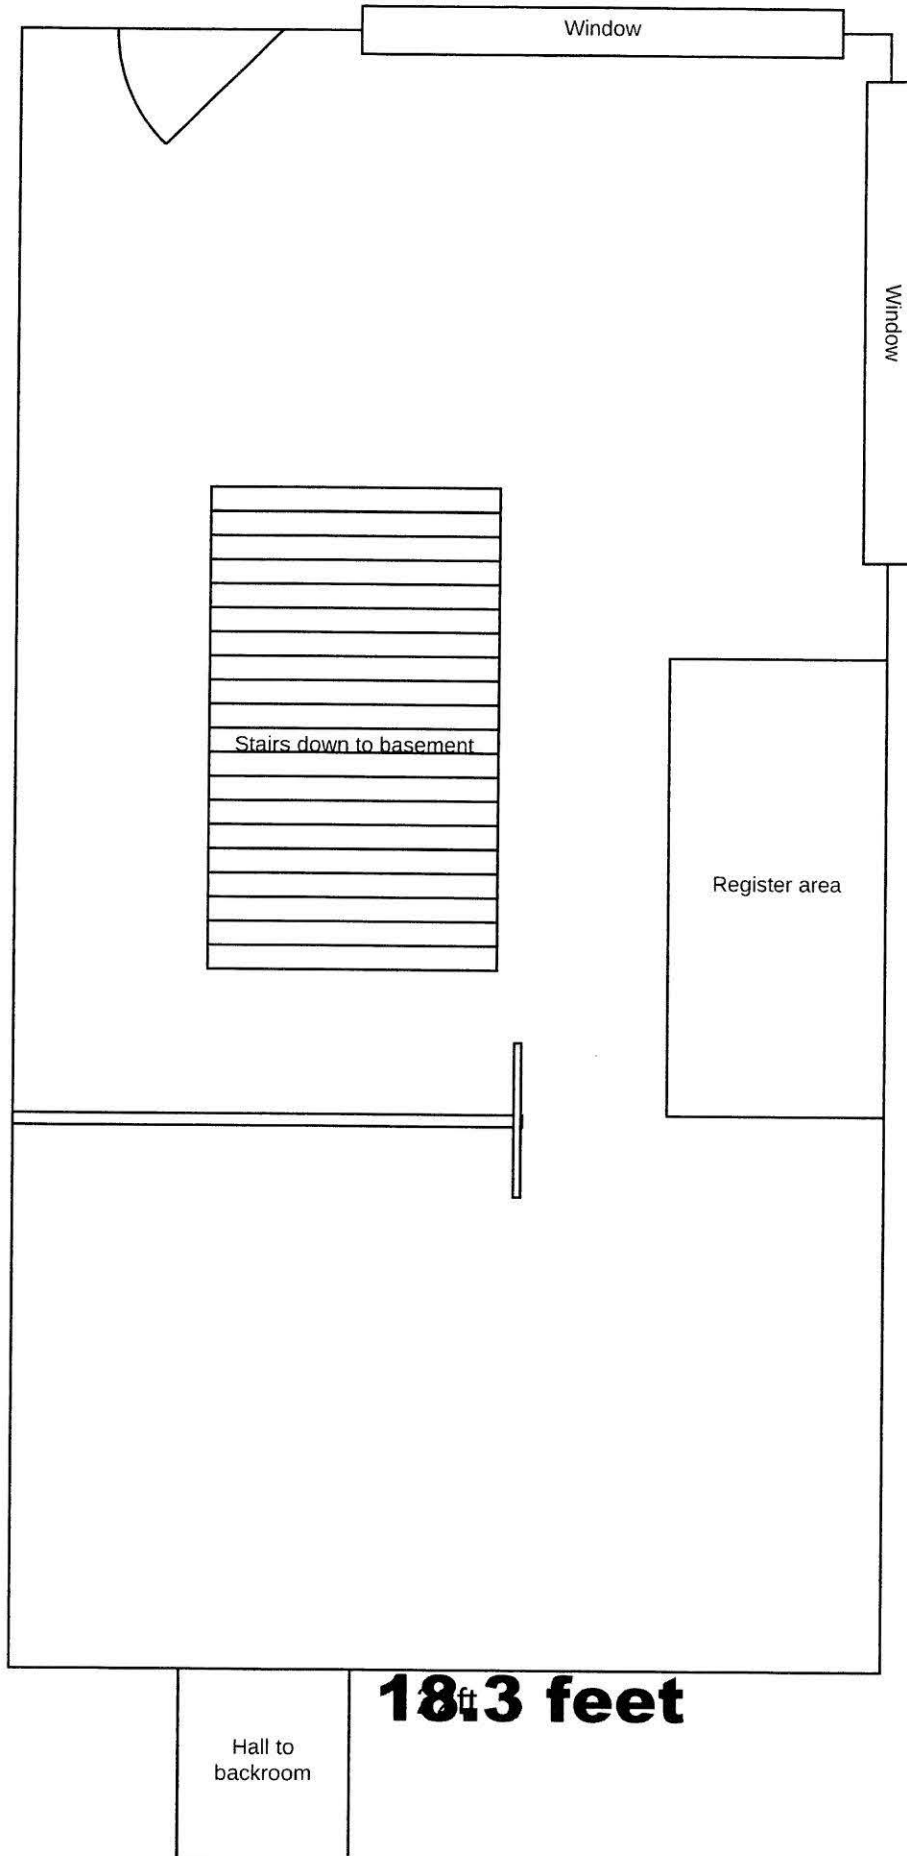 Window
Window
Stairs down to basement
Register area
18.3 feet
Hall to
backroom